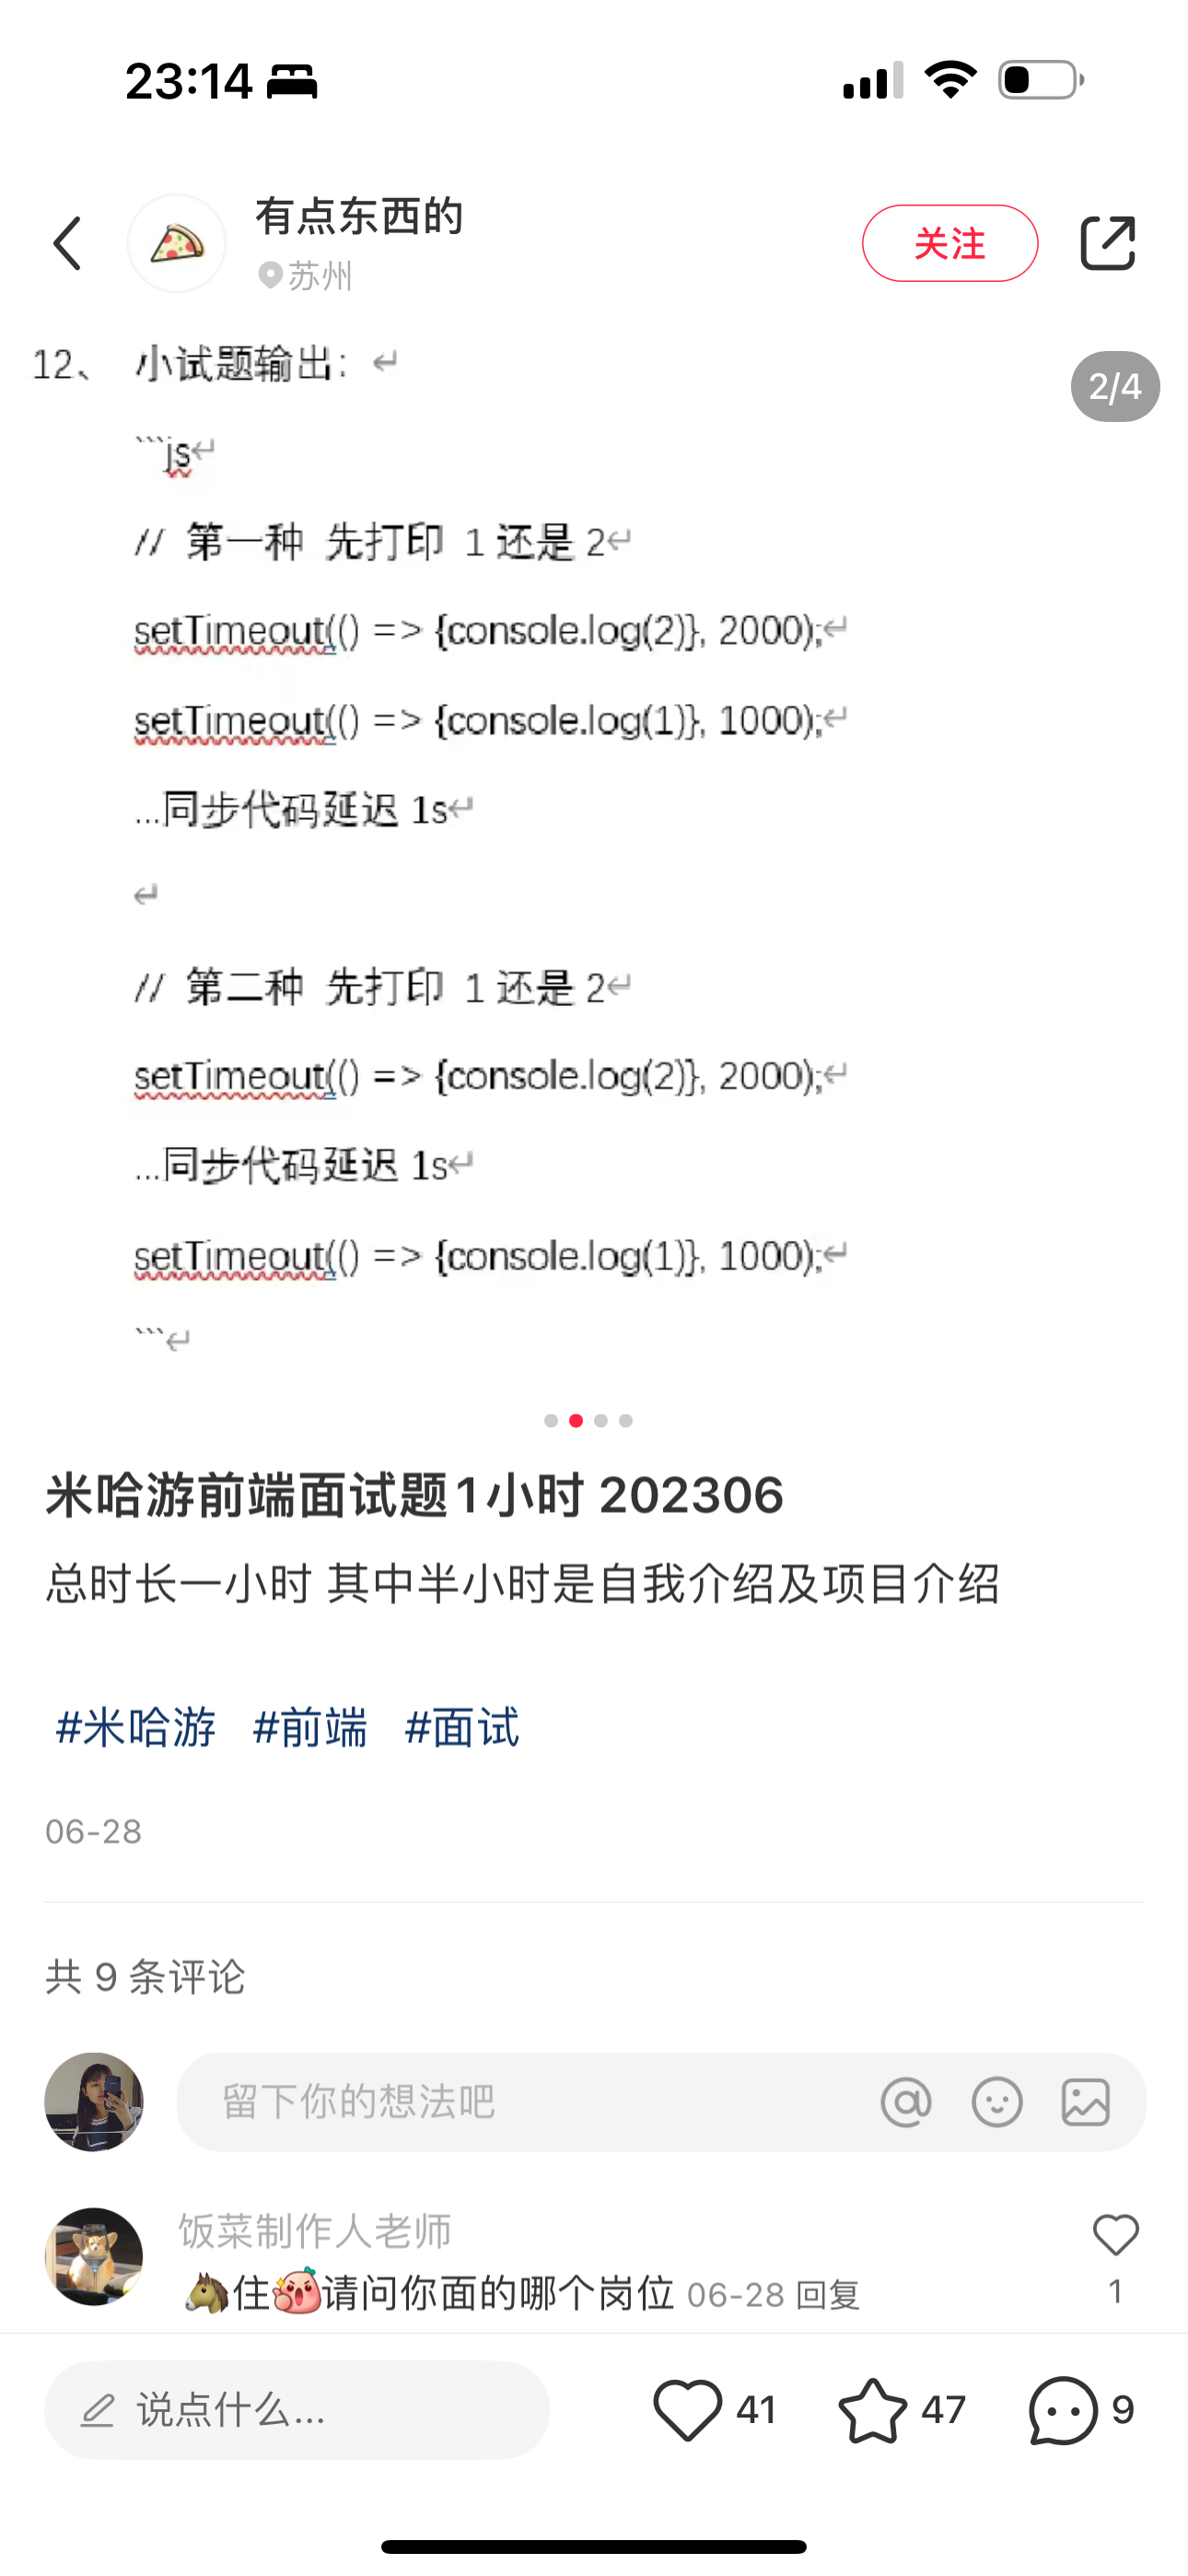 23:14
有点东西的
苏州
关注
2/4
12、 小试题输出：
```js
// 第一种 先打印 1 还是 2
setTimeout(() => {console.log(2)}, 2000);
setTimeout(() => {console.log(1)}, 1000);
...同步代码延迟 1s
// 第二种 先打印 1 还是 2
setTimeout(() => {console.log(2)}, 2000);
...同步代码延迟 1s
setTimeout(() => {console.log(1)}, 1000);
```
米哈游前端面试题1小时 202306
总时长一小时 其中半小时是自我介绍及项目介绍
#米哈游 #前端 #面试
06-28
共 9 条评论
留下你的想法吧
饭菜制作人老师
🐴住请问你面的哪个岗位 06-28 回复
1
说点什么...
41
47
9